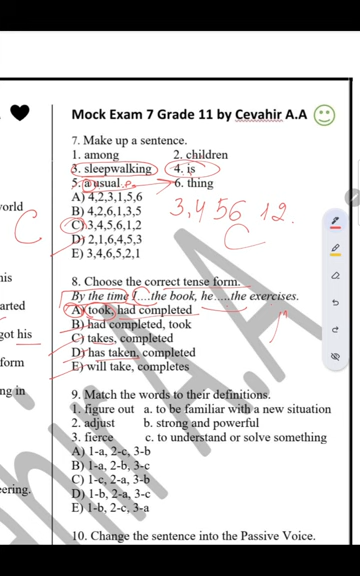 Mock Exam 7 Grade 11 by Cevahir A.A
7. Make up a sentence.
1. among 2. children
3. sleepwalking 4. is
5. a usual 6. thing
A) 4,2,3,1,5,6
B) 4,2,6,1,3,5
C) 3,4,5,6,1,2
D) 2,1,6,4,5,3
E) 3,4,6,5,2,1
3,4 56 12.
C
C
8. Choose the correct tense form.
By the time I....the book, he.....the exercises.
A) took, had completed
B) had completed, took
C) takes, completed
D) has taken, completed
E) will take, completes
9. Match the words to their definitions.
1. figure out a. to be familiar with a new situation
2. adjust b. strong and powerful
3. fierce c. to understand or solve something
A) 1-a, 2-c, 3-b
B) 1-a, 2-b, 3-c
C) 1-c, 2-a, 3-b
D) 1-b, 2-a, 3-c
E) 1-b, 2-c, 3-a
10. Change the sentence into the Passive Voice.
world
his
arted
got his
form
ng in
eering.